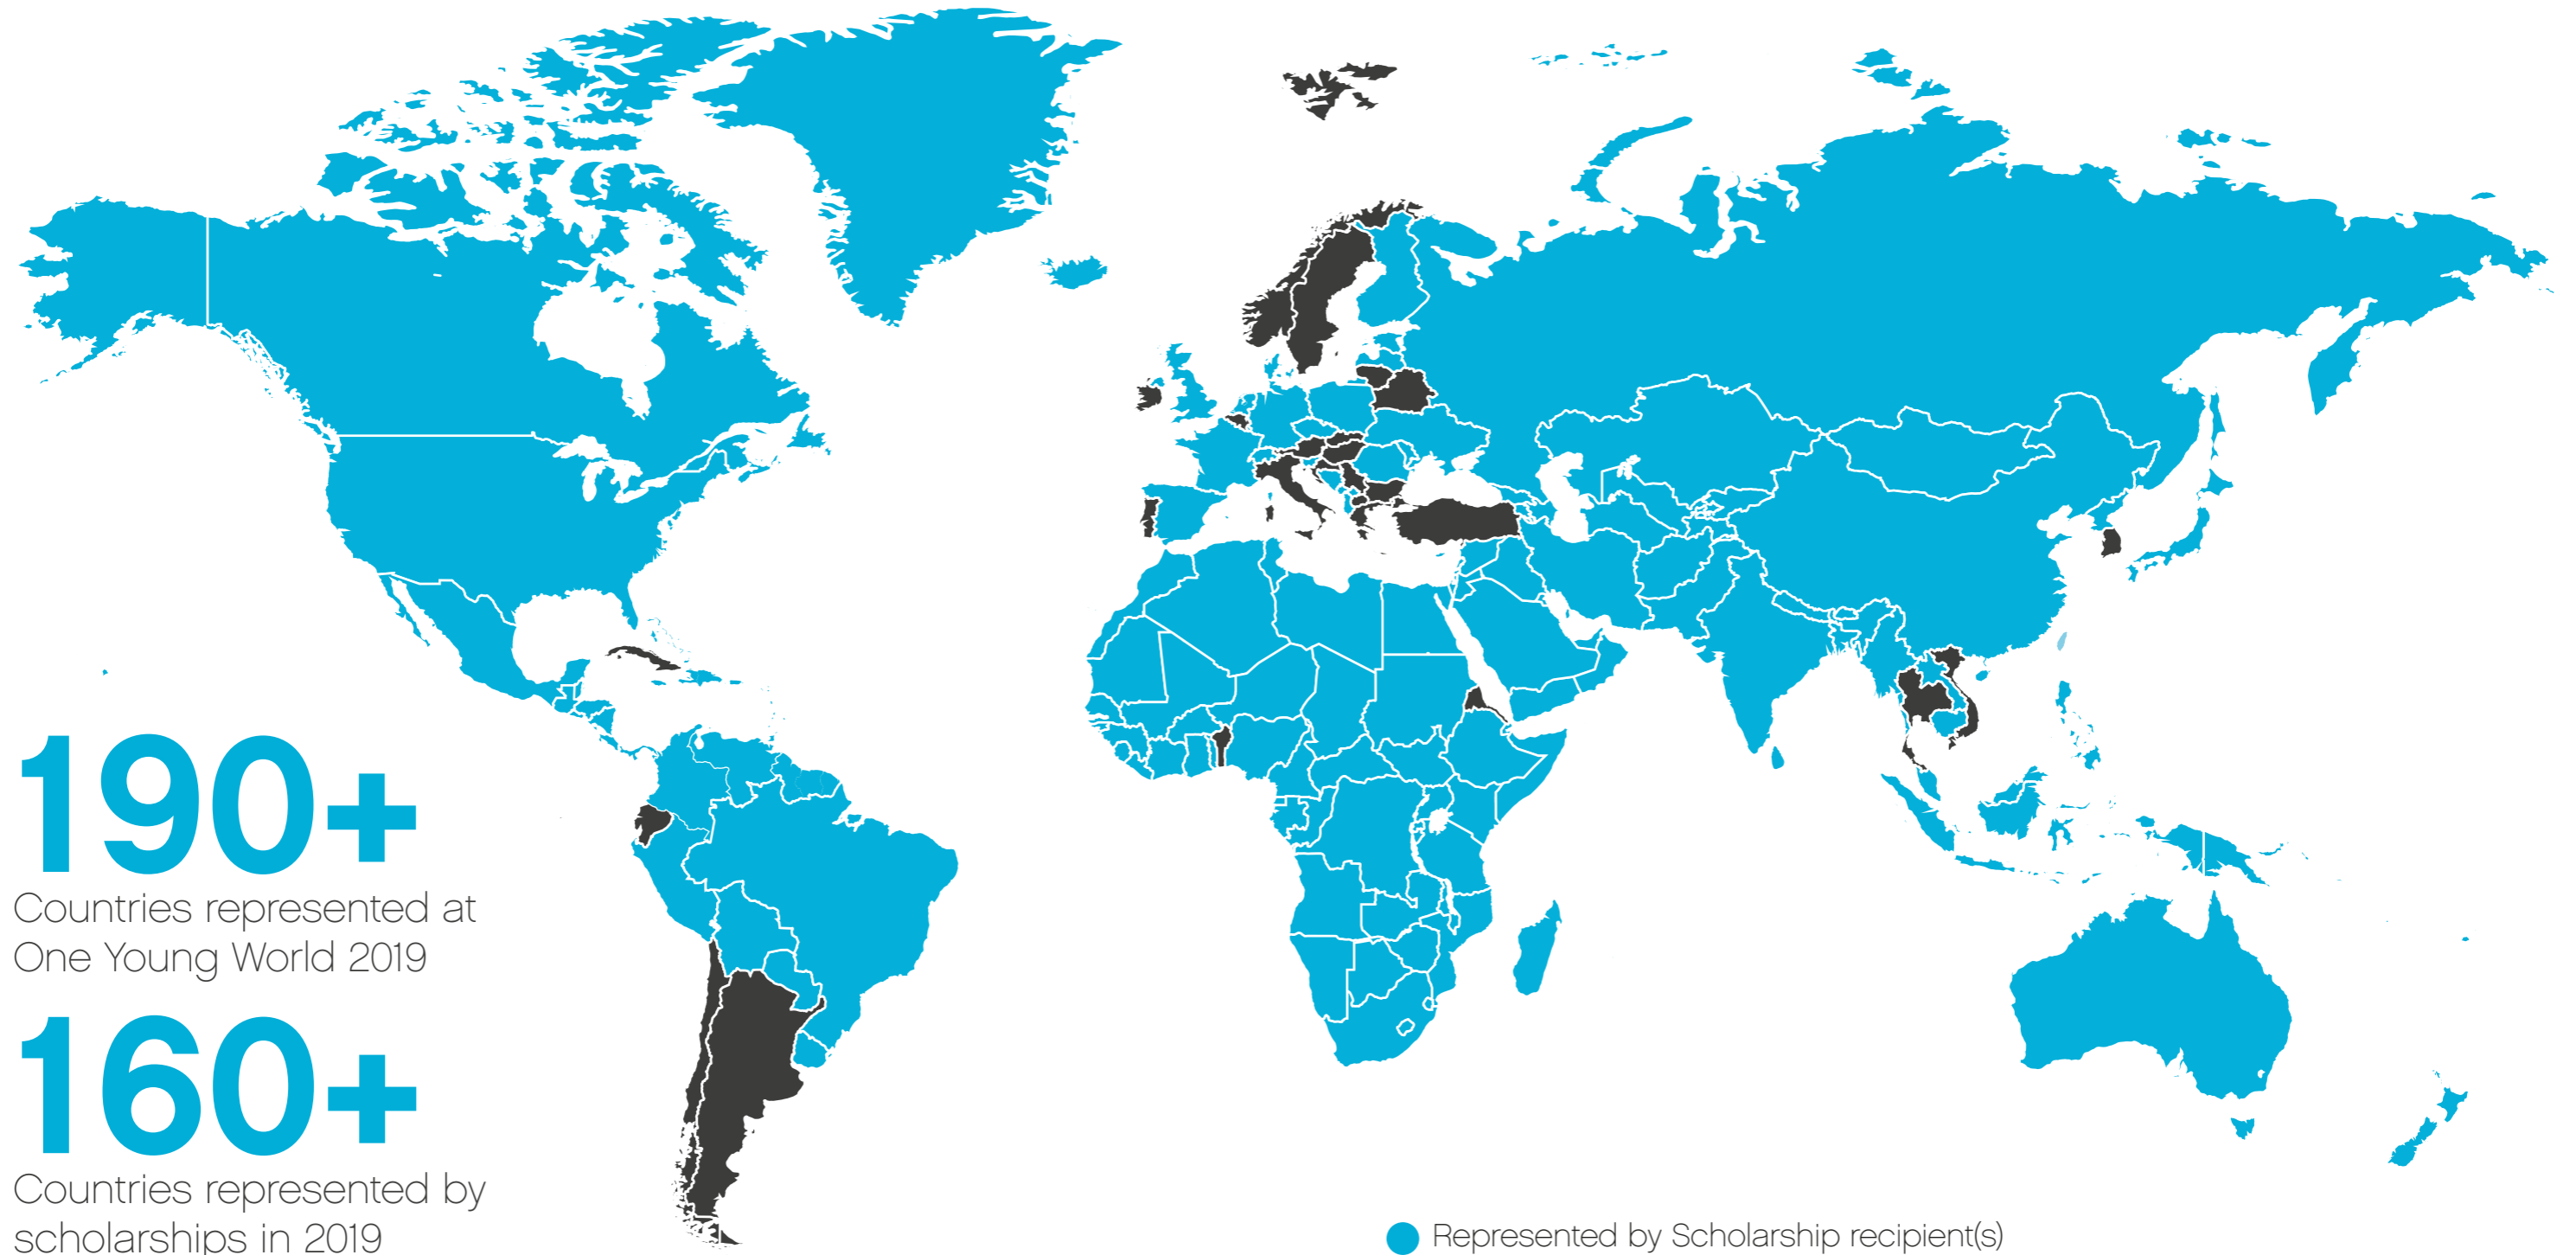 190+
Countries represented at
One Young World 2019
160+
Countries represented by
scholarships in 2019
Represented by Scholarship recipient(s)